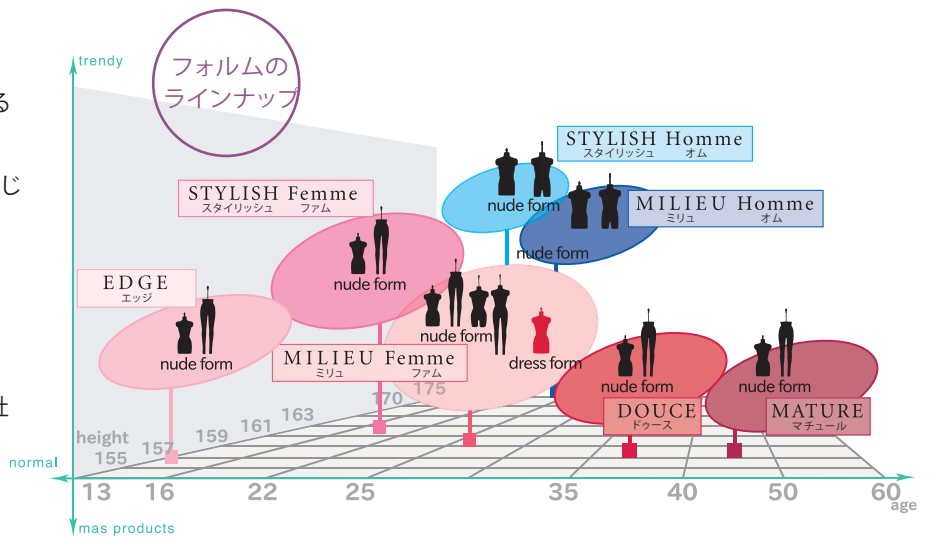 trendy
フォルムの
ラインナップ
る
じ
STYLISH Homme
スタイリッシュ オム
nude form
MILIEU Homme
ミリュ オム
nude form
STYLISH Femme
スタイリッシュ ファム
nude form
EDGE
エッジ
nude form
MILIEU Femme
ミリュ ファム
nude form
dress form
nude form
DOUCE
ドゥース
nude form
MATURE
マチュール
height
155 157 159 161 163 170 175
normal
13 16 22 25 35 40 50 60
age
mas products